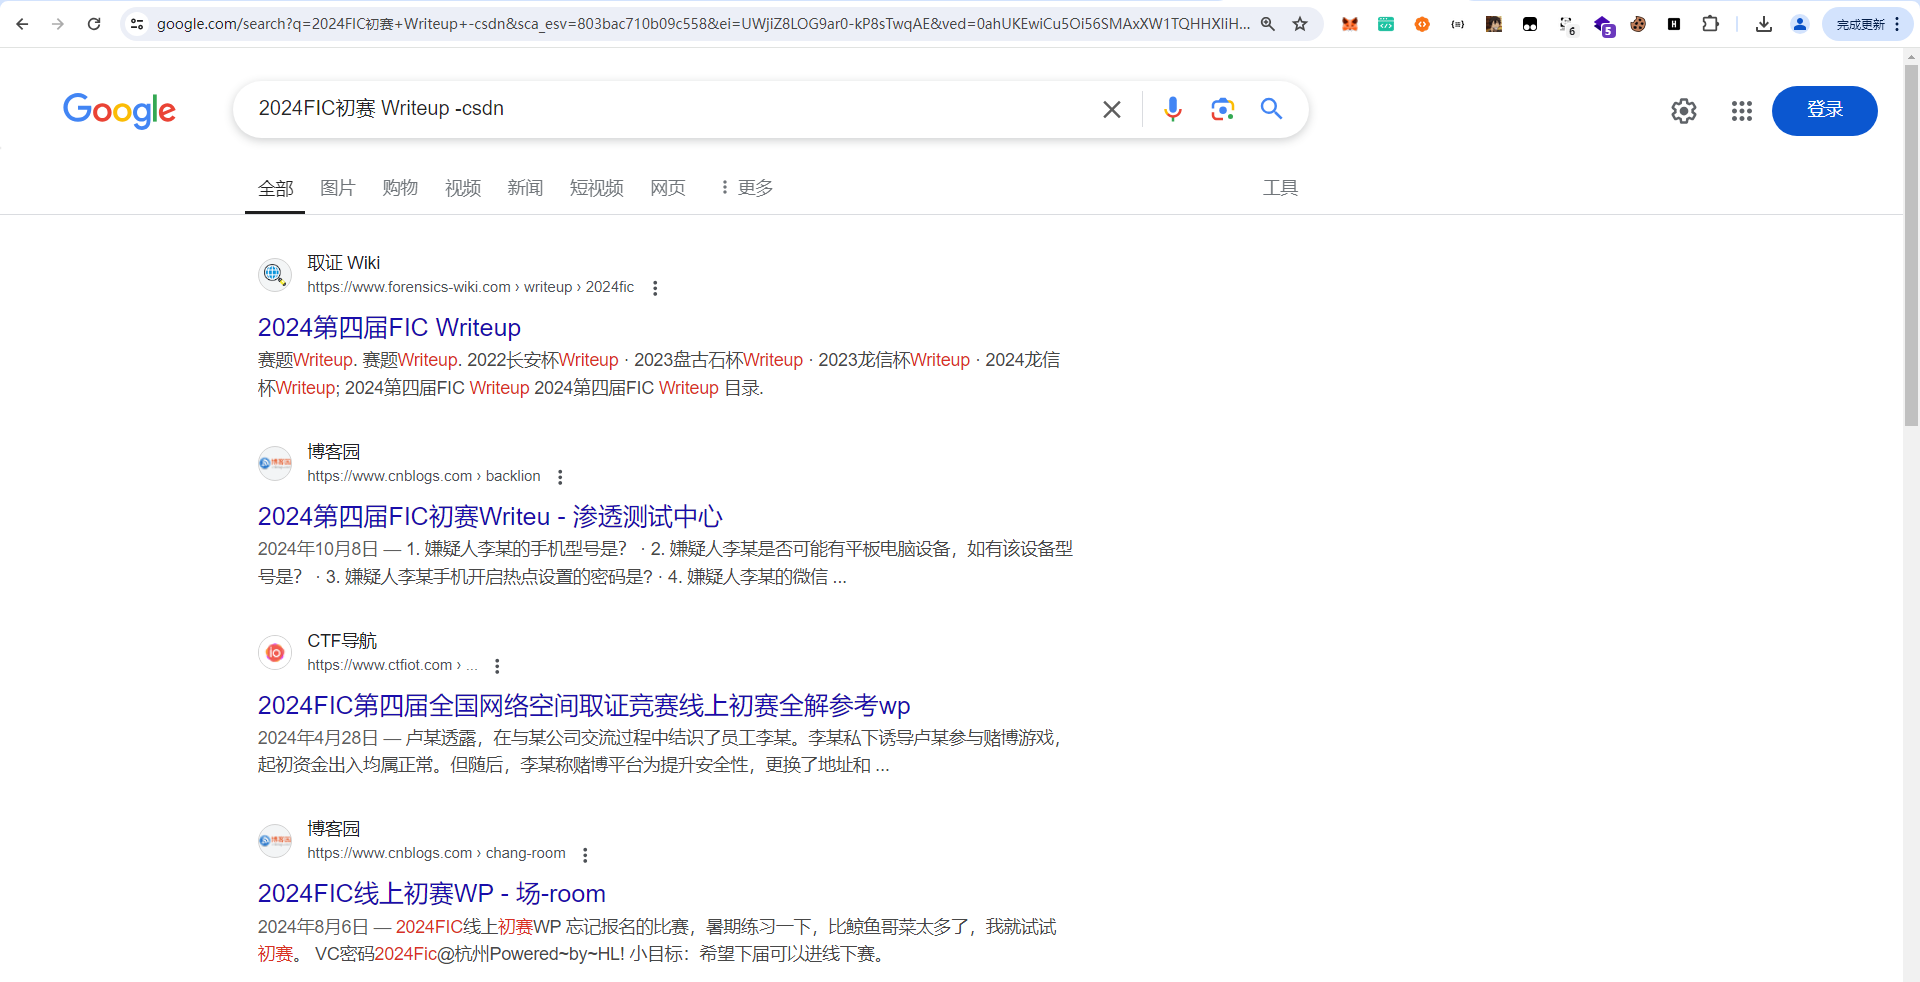 google.com/search?q=2024FIC初赛+Writeup+-csdn&sca_esv=803bac710b09c558&ei=UWjiZ8LOG9ar0-kP8sTwqAE&ved=0ahUKEwiCu5Oi56SMAxXW1TQHHXIiH...
6
5
完成更新
Google
2024FIC初赛 Writeup -csdn
登录
全部 图片 购物 视频 新闻 短视频 网页 更多 工具
取证 Wiki
https://www.forensics-wiki.com › writeup › 2024fic
2024第四届FIC Writeup
赛题Writeup. 赛题Writeup. 2022长安杯Writeup · 2023盘古石杯Writeup · 2023龙信杯Writeup · 2024龙信
杯Writeup; 2024第四届FIC Writeup 2024第四届FIC Writeup 目录.
博客园
https://www.cnblogs.com › backlion
2024第四届FIC初赛Writeu - 渗透测试中心
2024年10月8日 — 1. 嫌疑人李某的手机型号是? · 2. 嫌疑人李某是否可能有平板电脑设备，如有该设备型
号是? · 3. 嫌疑人李某手机开启热点设置的密码是? · 4. 嫌疑人李某的微信 ...
CTF导航
https://www.ctfiot.com › ...
2024FIC第四届全国网络空间取证竞赛线上初赛全解参考wp
2024年4月28日 — 卢某透露，在与某公司交流过程中结识了员工李某。李某私下诱导卢某参与赌博游戏，
起初资金出入均属正常。但随后，李某称赌博平台为提升安全性，更换了地址和 ...
博客园
https://www.cnblogs.com › chang-room
2024FIC线上初赛WP - 场-room
2024年8月6日 — 2024FIC线上初赛WP 忘记报名的比赛，暑期练习一下，比鲸鱼哥菜太多了，我就试试
初赛。 VC密码2024Fic@杭州Powered~by~HL! 小目标：希望下届可以进线下赛。